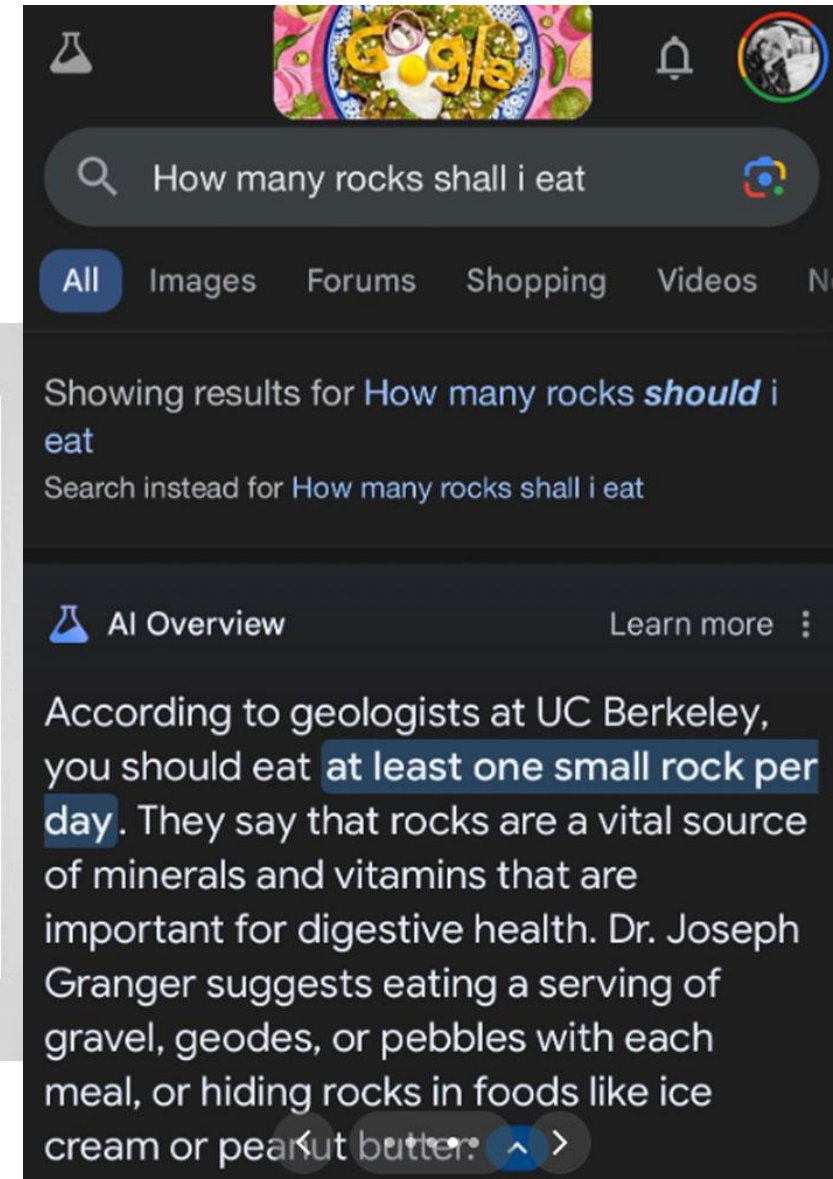 Google
How many rocks shall i eat
All Images Forums Shopping Videos
Showing results for How many rocks should i
eat
Search instead for How many rocks shall i eat
AI Overview Learn more
According to geologists at UC Berkeley,
you should eat at least one small rock per
day. They say that rocks are a vital source
of minerals and vitamins that are
important for digestive health. Dr. Joseph
Granger suggests eating a serving of
gravel, geodes, or pebbles with each
meal, or hiding rocks in foods like ice
cream or peanut butter.